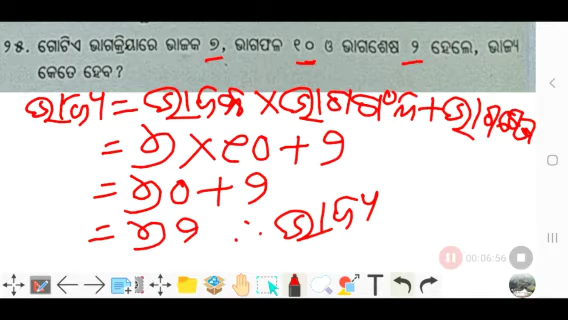 ୨୫. ଗୋଟିଏ ଭାଗକ୍ରିୟାରେ ଭାଜକ ୭, ଭାଗଫଳ ୧୦ ଓ ଭାଗଶେଷ ୨ ହେଲେ, ଭାଜ୍ୟ
କେତେ ହେବ?
ଭାଜ୍ୟ = ଭାଜକ × ଭାଗଫଳ + ଭାଗଶେଷ
= ୭ × ୧୦ + ୨
= ୭୦ + ୨
= ୭୨ ∴ ଭାଜ୍ୟ
00:06:56